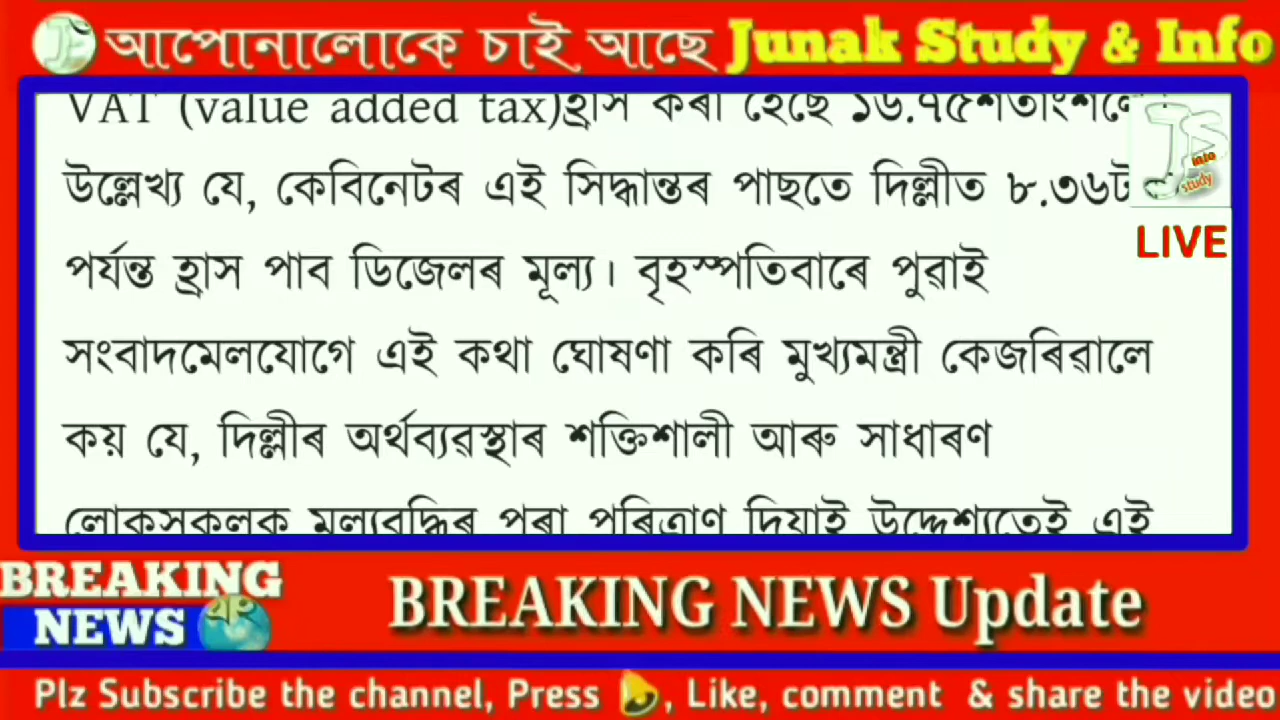 আপোনালোকে চাই আছে Junak Study & Info
VAT (value added tax)হ্ৰাস কৰা হৈছে ১৬.৭৫শতাংশলৈ
উল্লেখ্য যে, কেবিনেটৰ এই সিদ্ধান্তৰ পাছতে দিল্লীত ৮.৩৬ট
info
study
LIVE
পৰ্যন্ত হ্ৰাস পাব ডিজেলৰ মূল্য। বৃহস্পতিবাৰে পুৱাই
সংবাদমেলযোগে এই কথা ঘোষণা কৰি মুখ্যমন্ত্ৰী কেজৰিৱালে
কয় যে, দিল্লীৰ অৰ্থব্যৱস্থাৰ শক্তিশালী আৰু সাধাৰণ
লোকসকলক মূল্যবৃদ্ধিৰ পৰা পৰিত্ৰাণ দিয়াই উদ্দেশ্যতেই এই
BREAKING
NEWS
BREAKING NEWS Update
Plz Subscribe the channel, Press , Like, comment & share the video